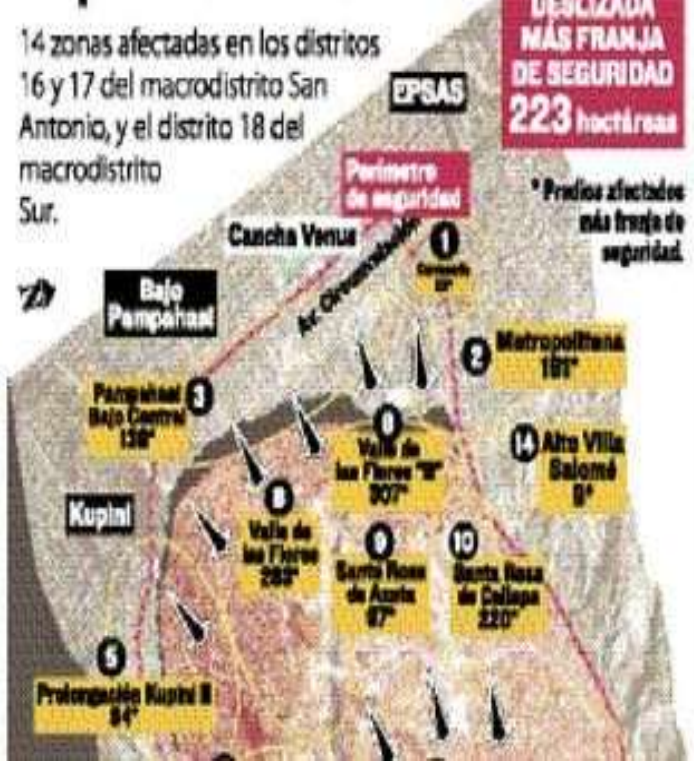 14 zonas afectadas en los distritos
16 y 17 del macrodistrito San
Antonio, y el distrito 18 del
macrodistrito
Sur.
DESLIZADA
MÁS FRANJA
DE SEGURIDAD
223 hectáreas
* Predios afectados
más franja de
seguridad.
EPSAS
Perímetro
de seguridad
Cancha Venus
Av. Circunvalación
1
Bajo
Pampahasi
2
Metropolitana
3
Pampahasi
Bajo Central
14 Alto Villa
Salomé
Valle de
las Flores "B"
307*
Kupini
8
Valle de
las Flores
9
Santa Rosa
de Azata
10
Santa Rosa
de Callapa
220*
5
Prolongación Kupini II